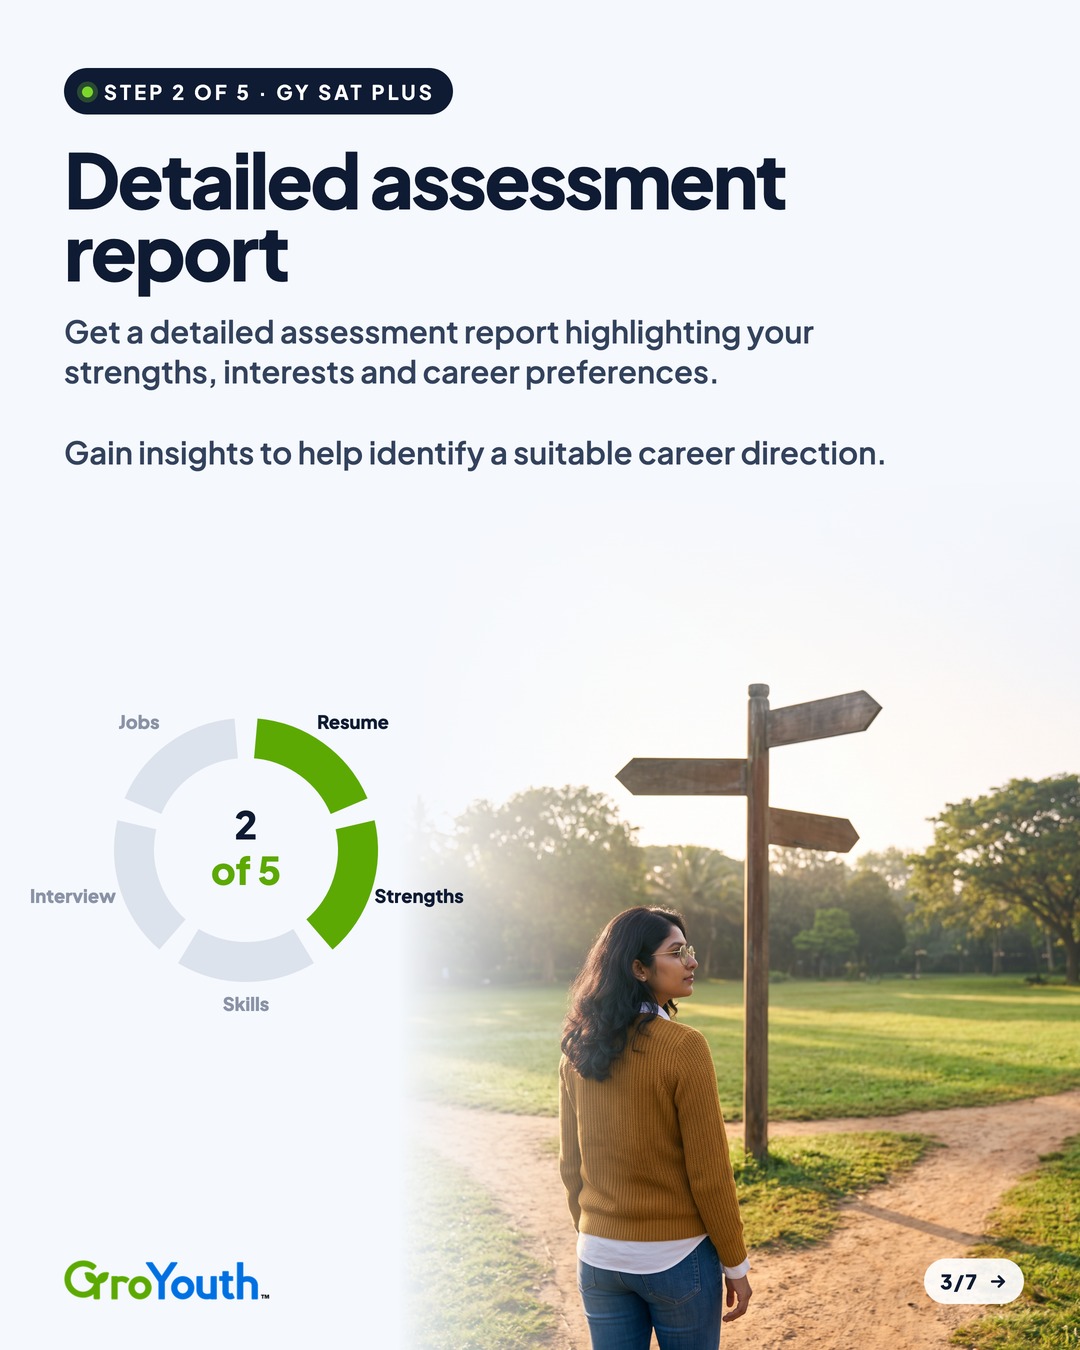 STEP 2 OF 5 · GY SAT PLUS
Detailed assessment
report
Get a detailed assessment report highlighting your
strengths, interests and career preferences.
Gain insights to help identify a suitable career direction.
Jobs
Resume
2
of 5
Interview
Strengths
Skills
GroYouth™
3/7 →